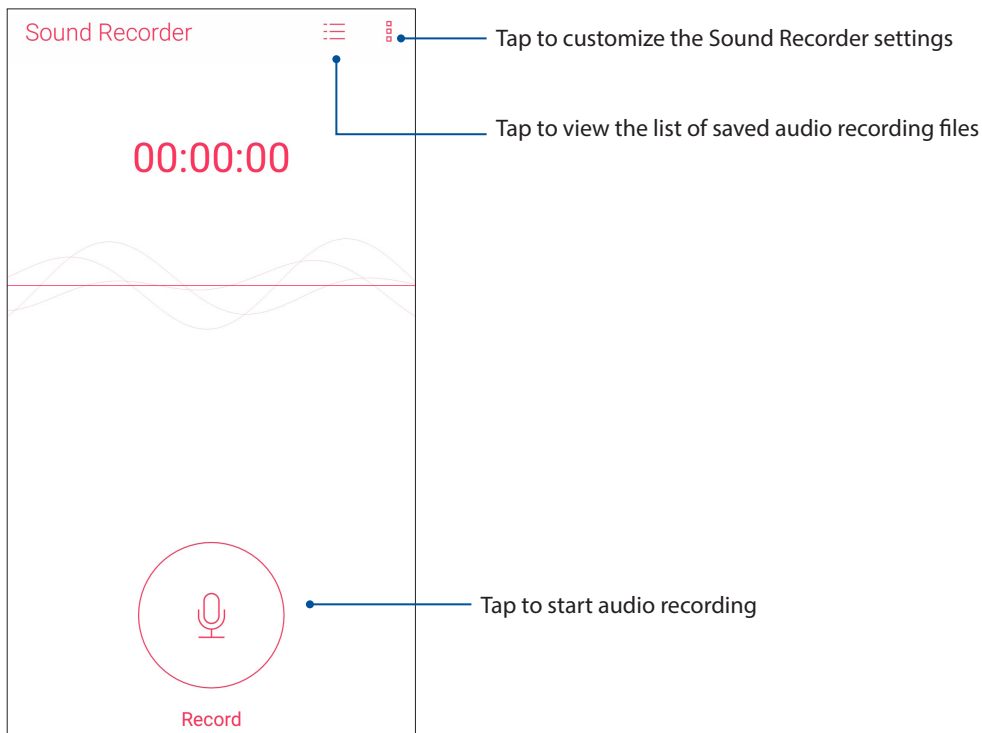 Sound Recorder
Tap to customize the Sound Recorder settings
Tap to view the list of saved audio recording files
00:00:00
Tap to start audio recording
Record